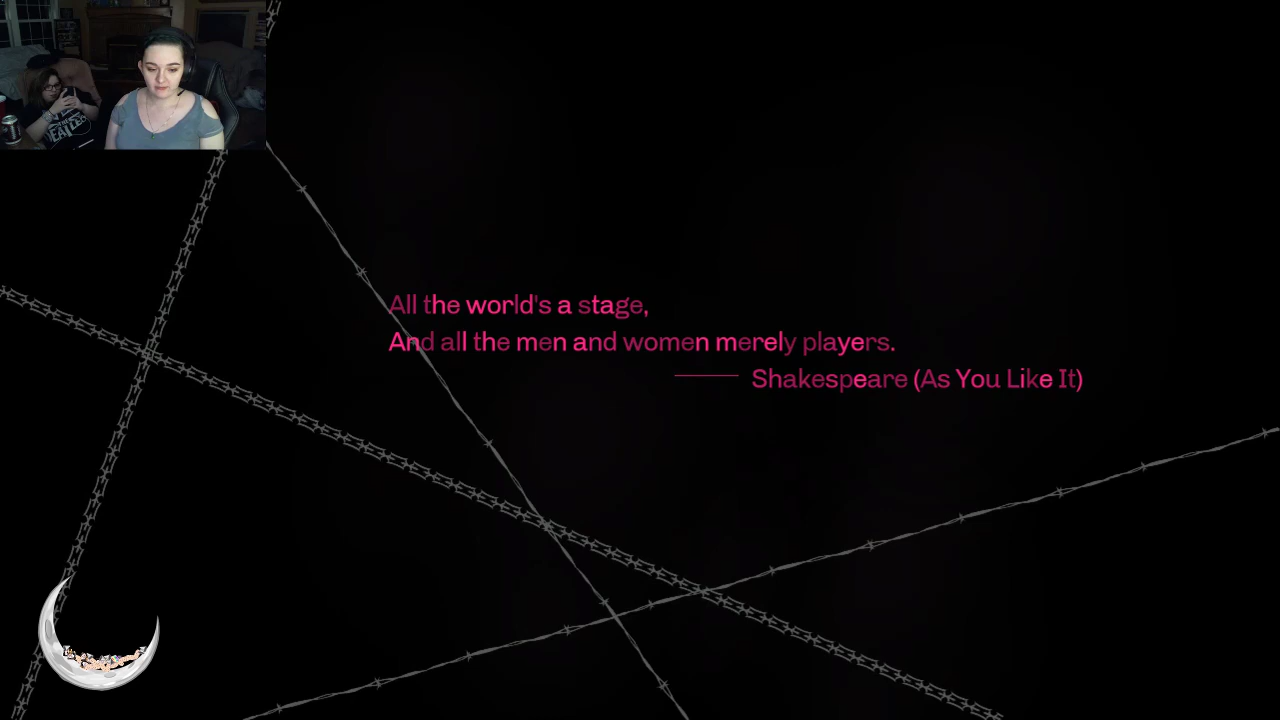 All the world's a stage,
And all the men and women merely players.
Shakespeare (As You Like It)